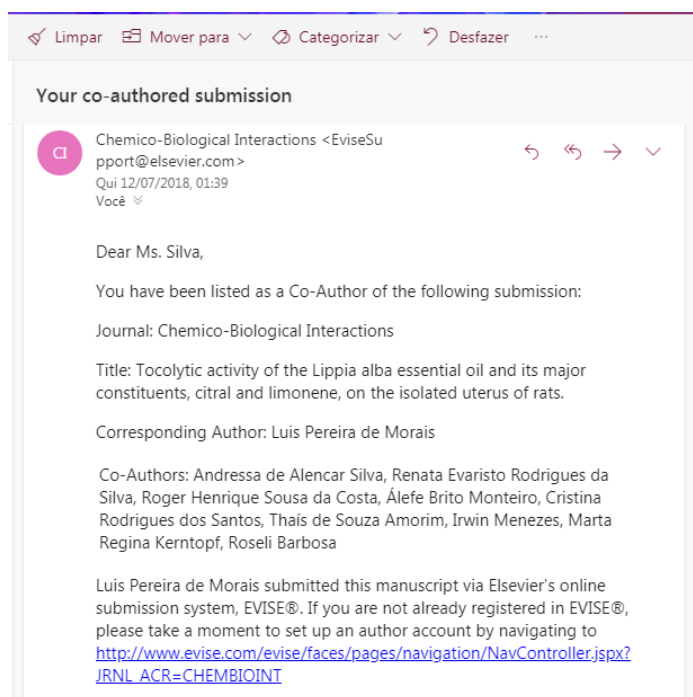 Limpar Mover para Categorizar Desfazer ...
Your co-authored submission
CI
Chemico-Biological Interactions <EviseSu
pport@elsevier.com>
Qui 12/07/2018, 01:39
Você
Dear Ms. Silva,
You have been listed as a Co-Author of the following submission:
Journal: Chemico-Biological Interactions
Title: Tocolytic activity of the Lippia alba essential oil and its major
constituents, citral and limonene, on the isolated uterus of rats.
Corresponding Author: Luis Pereira de Morais
Co-Authors: Andressa de Alencar Silva, Renata Evaristo Rodrigues da
Silva, Roger Henrique Sousa da Costa, Álefe Brito Monteiro, Cristina
Rodrigues dos Santos, Thaís de Souza Amorim, Irwin Menezes, Marta
Regina Kerntopf, Roseli Barbosa
Luis Pereira de Morais submitted this manuscript via Elsevier's online
submission system, EVISE®. If you are not already registered in EVISE®,
please take a moment to set up an author account by navigating to
http://www.evise.com/evise/faces/pages/navigation/NavController.jspx?
JRNL_ACR=CHEMBIOINT